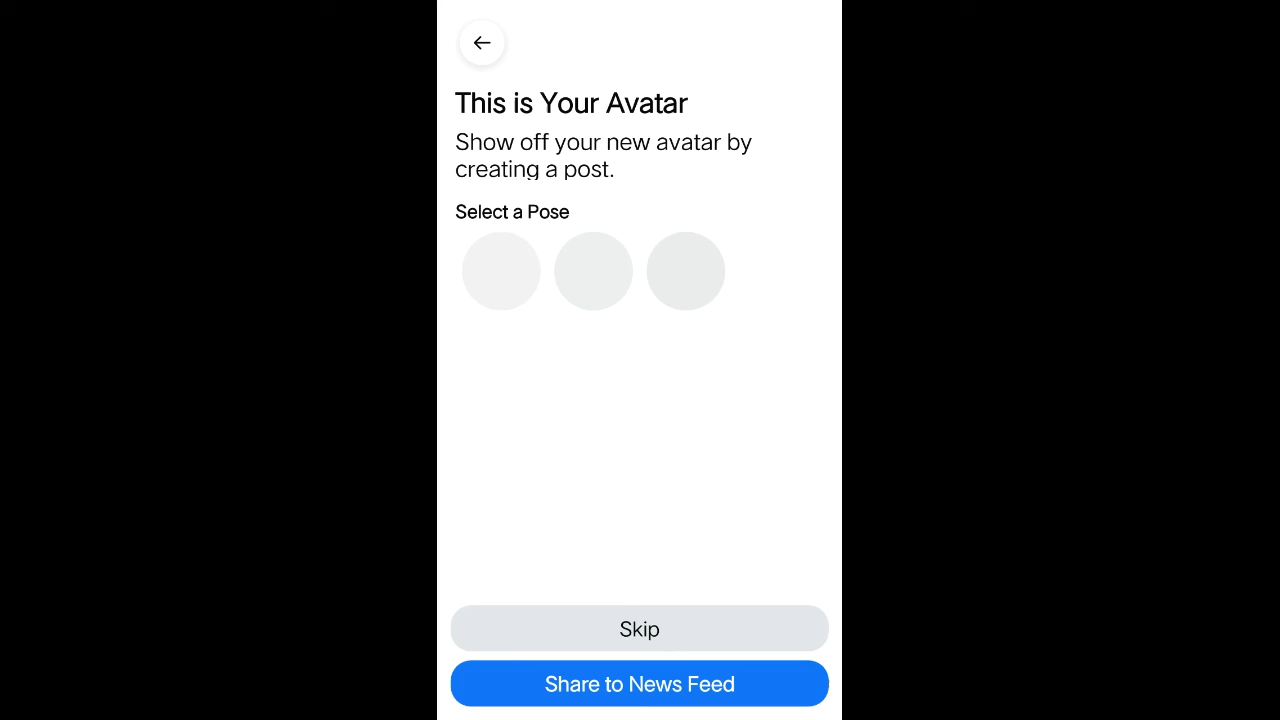 This is Your Avatar
Show off your new avatar by
creating a post.
Select a Pose
Skip
Share to News Feed